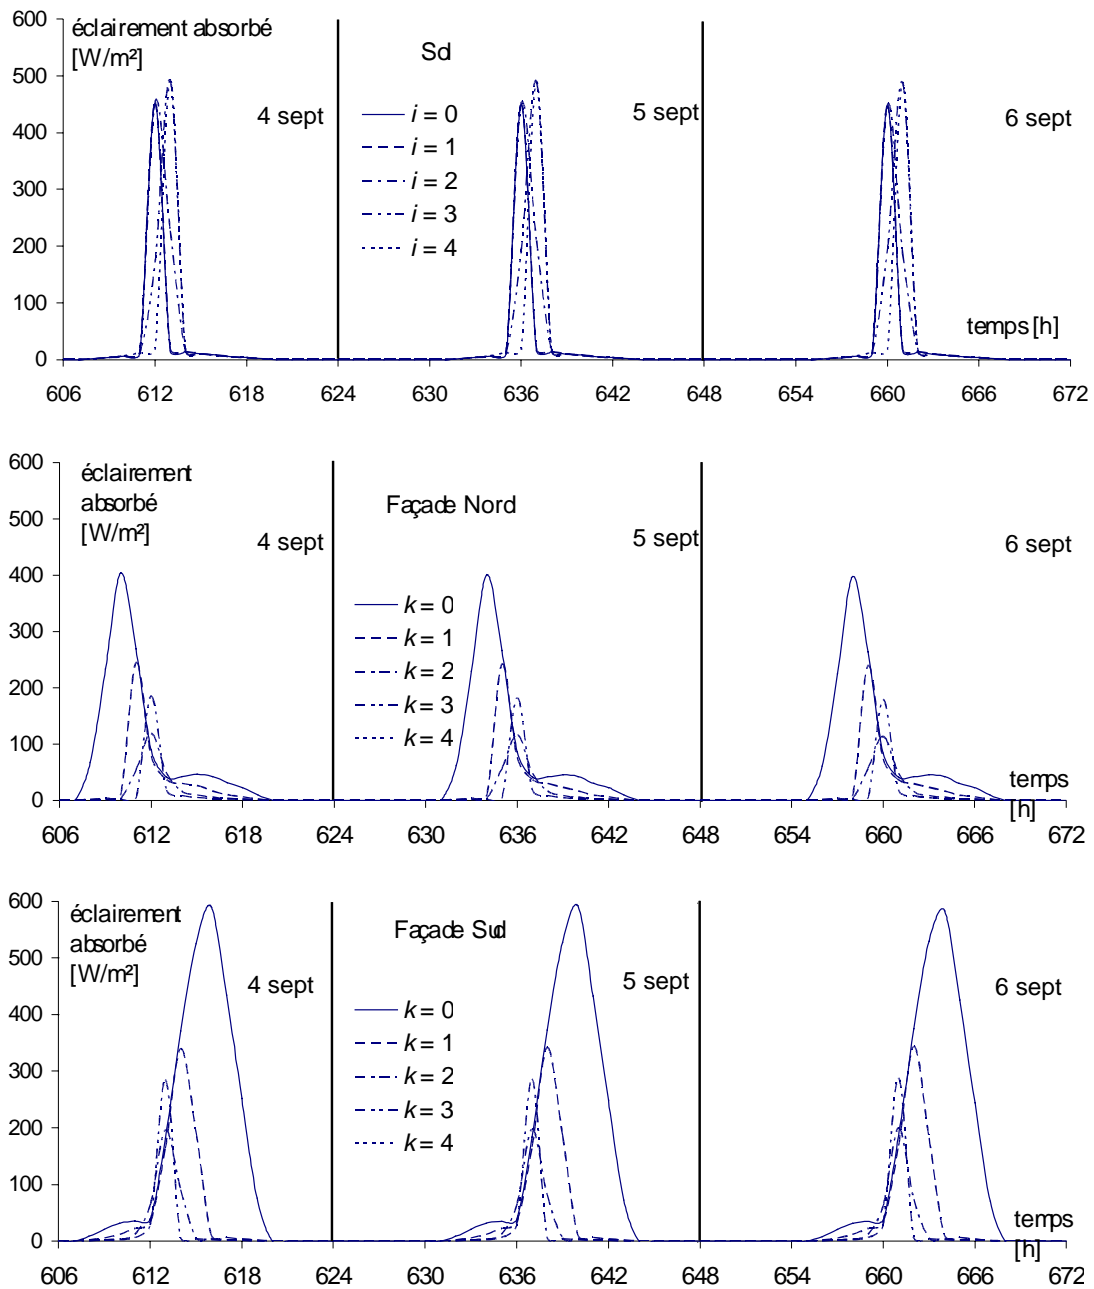 600
éclairement absorbé
[W/m²]
Sol
500
4 sept
i = 0
5 sept
6 sept
400
i = 1
i = 2
300
i = 3
200
i = 4
100
temps [h]
0
606 612 618 624 630 636 642 648 654 660 666 672
600
éclairement
absorbé
[W/m²]
Façade Nord
500
4 sept
5 sept
6 sept
400
k = 0
300
k = 1
k = 2
200
k = 3
100
k = 4
temps
[h]
0
606 612 618 624 630 636 642 648 654 660 666 672
600
éclairement
absorbé
[W/m²]
Façade Sud
500
4 sept
5 sept
6 sept
400
k = 0
k = 1
300
k = 2
200
k = 3
k = 4
100
temps
[h]
0
606 612 618 624 630 636 642 648 654 660 666 672